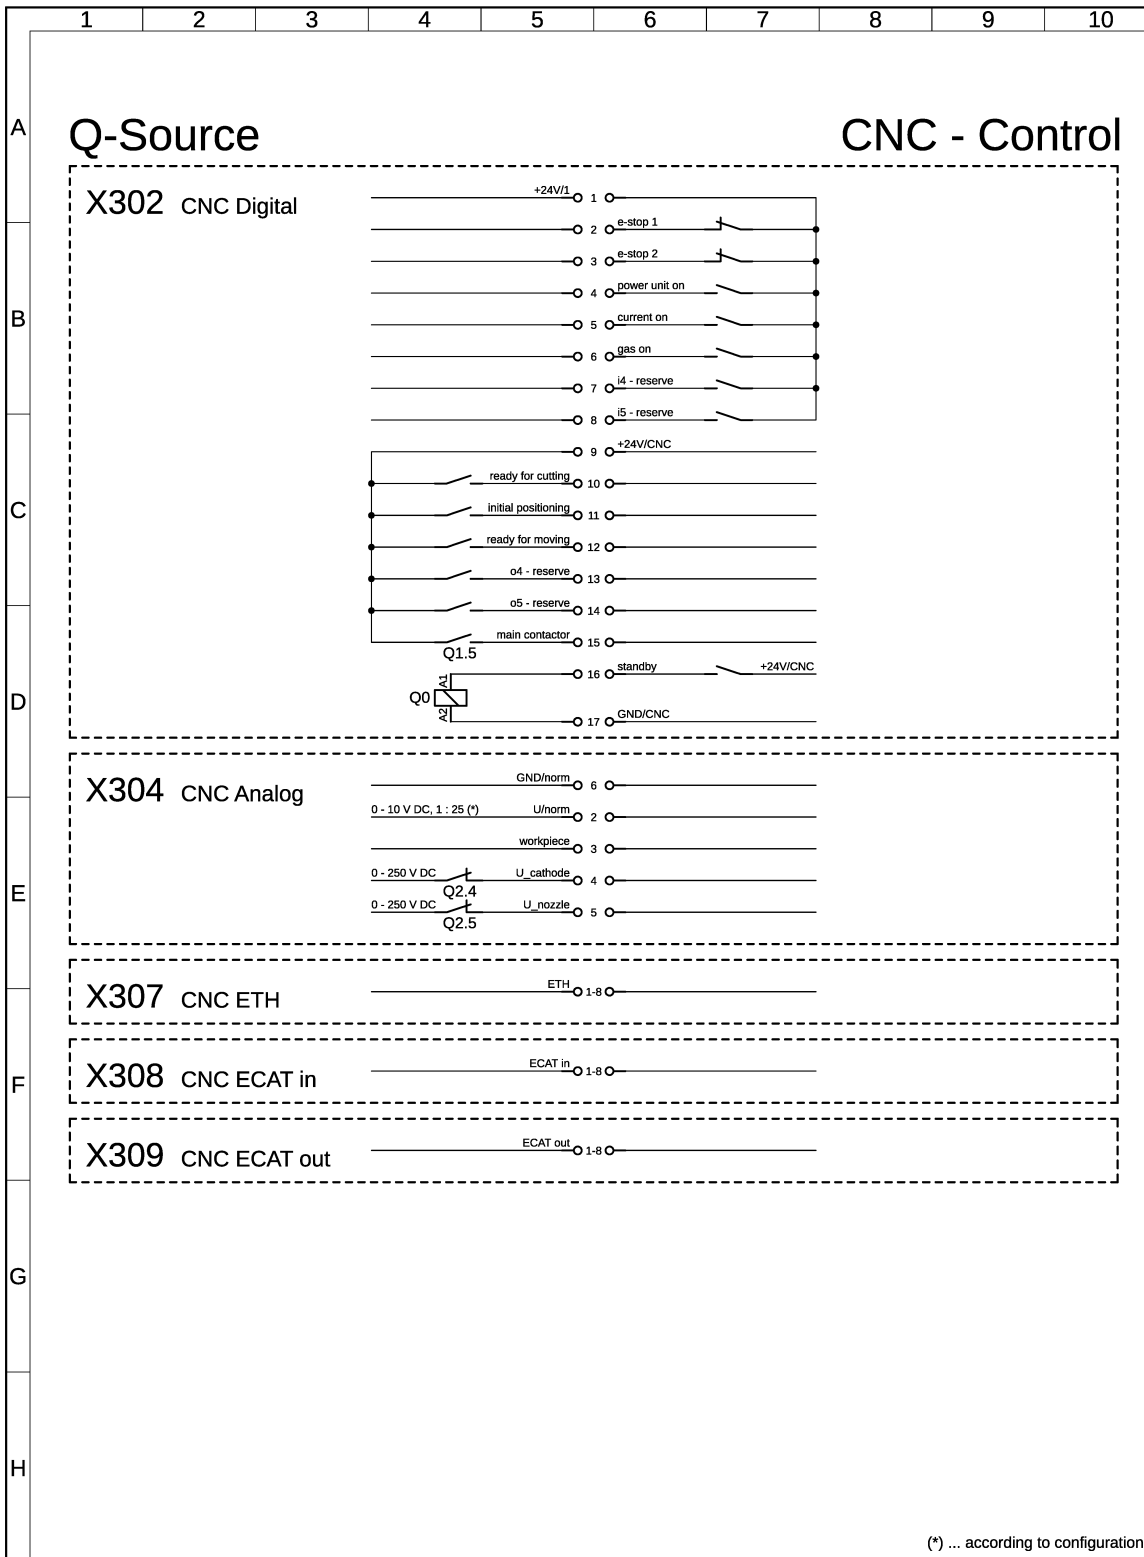 1 2 3 4 5 6 7 8 9 10
A
Q-Source CNC - Control
X302 CNC Digital
+24V/1 1
2 e-stop 1
3 e-stop 2
4 power unit on
B
5 current on
6 gas on
7 i4 - reserve
8 i5 - reserve
9 +24V/CNC
ready for cutting 10
C
initial positioning 11
ready for moving 12
o4 - reserve 13
o5 - reserve 14
main contactor 15
Q1.5
16 standby +24V/CNC
A1
D
Q0
A2
17 GND/CNC
X304 CNC Analog
GND/norm 6
0 - 10 V DC, 1 : 25 (*) U/norm 2
workpiece 3
0 - 250 V DC U_cathode 4
E
Q2.4
0 - 250 V DC U_nozzle 5
Q2.5
X307 CNC ETH
ETH 1-8
X308 CNC ECAT in
ECAT in 1-8
F
X309 CNC ECAT out
ECAT out 1-8
G
H
(*) ... according to configuration